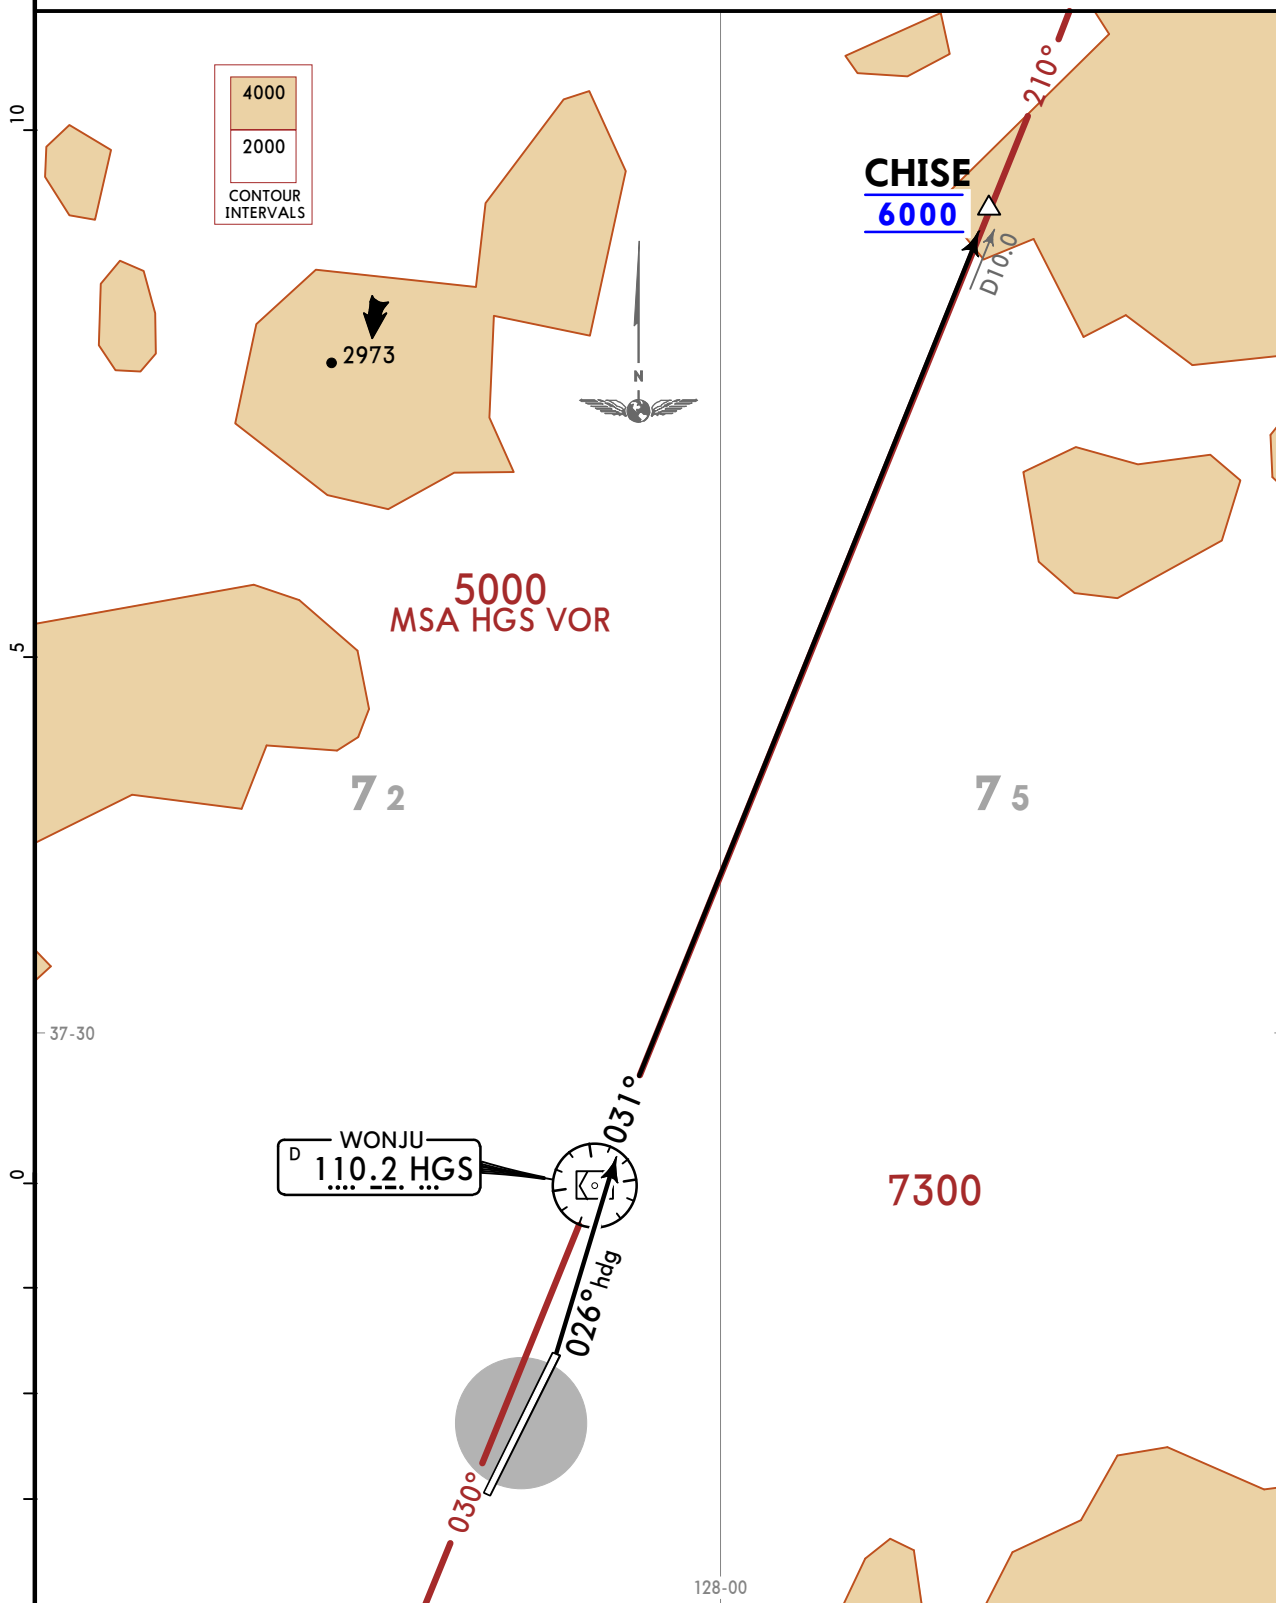 210°
10
4000
2000
CONTOUR
INTERVALS
CHISE
6000
D10.0
2973
N
5000
MSA HGS VOR
5
7 2
7 5
37-30
031°
WONJU
D 110.2 HGS
0
7300
026° hdg
030°
128-00